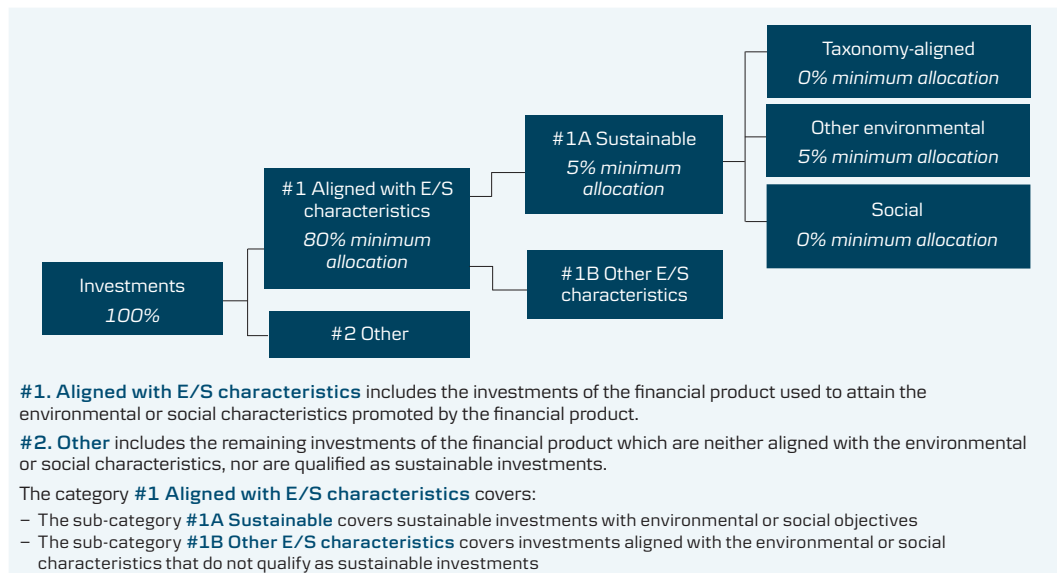 Investments
100%
#1 Aligned with E/S
characteristics
80% minimum
allocation
#2 Other
#1A Sustainable
5% minimum
allocation
#1B Other E/S
characteristics
Taxonomy-aligned
0% minimum allocation
Other environmental
5% minimum allocation
Social
0% minimum allocation
#1. Aligned with E/S characteristics includes the investments of the financial product used to attain the
environmental or social characteristics promoted by the financial product.
#2. Other includes the remaining investments of the financial product which are neither aligned with the environmental
or social characteristics, nor are qualified as sustainable investments.
The category #1 Aligned with E/S characteristics covers:
– The sub-category #1A Sustainable covers sustainable investments with environmental or social objectives
– The sub-category #1B Other E/S characteristics covers investments aligned with the environmental or social
characteristics that do not qualify as sustainable investments